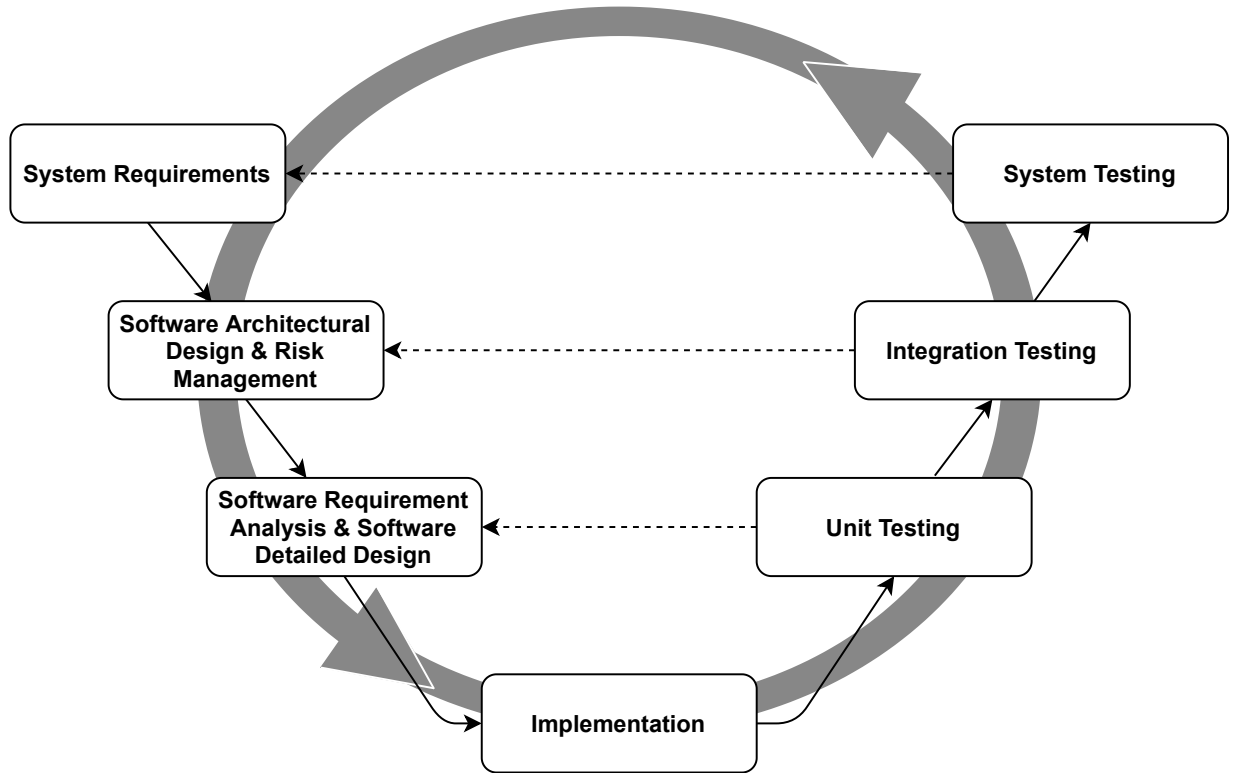 System Requirements
System Testing
Software Architectural
Design & Risk
Management
Integration Testing
Software Requirement
Analysis & Software
Detailed Design
Unit Testing
Implementation